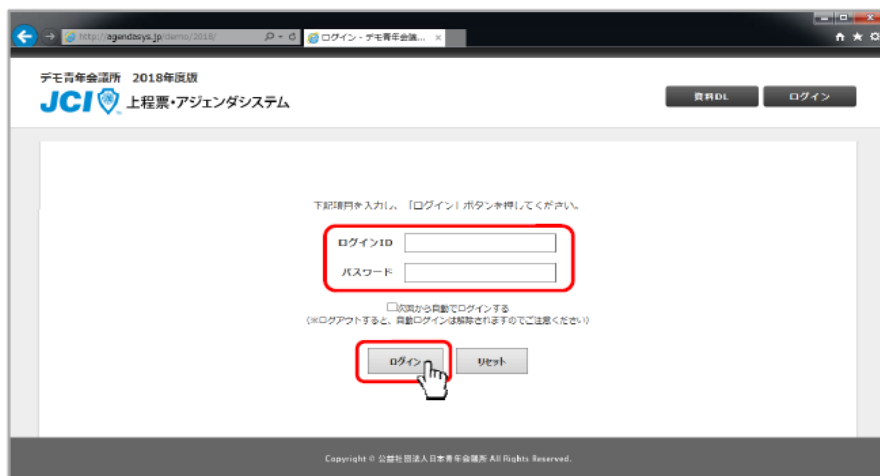 http://agendasys.jp/demo/2018/
ログイン - デモ青年会議... ×
デモ青年会議所 2018年度版
JCI 上程票・アジェンダシステム
資料DL ログイン
下記項目を入力し、「ログイン」ボタンを押してください。
ログインID
パスワード
次回から自動でログインする
(※ログアウトすると、自動ログインは解除されますのでご注意ください)
ログイン リセット
Copyright © 公益社団法人日本青年会議所 All Rights Reserved.